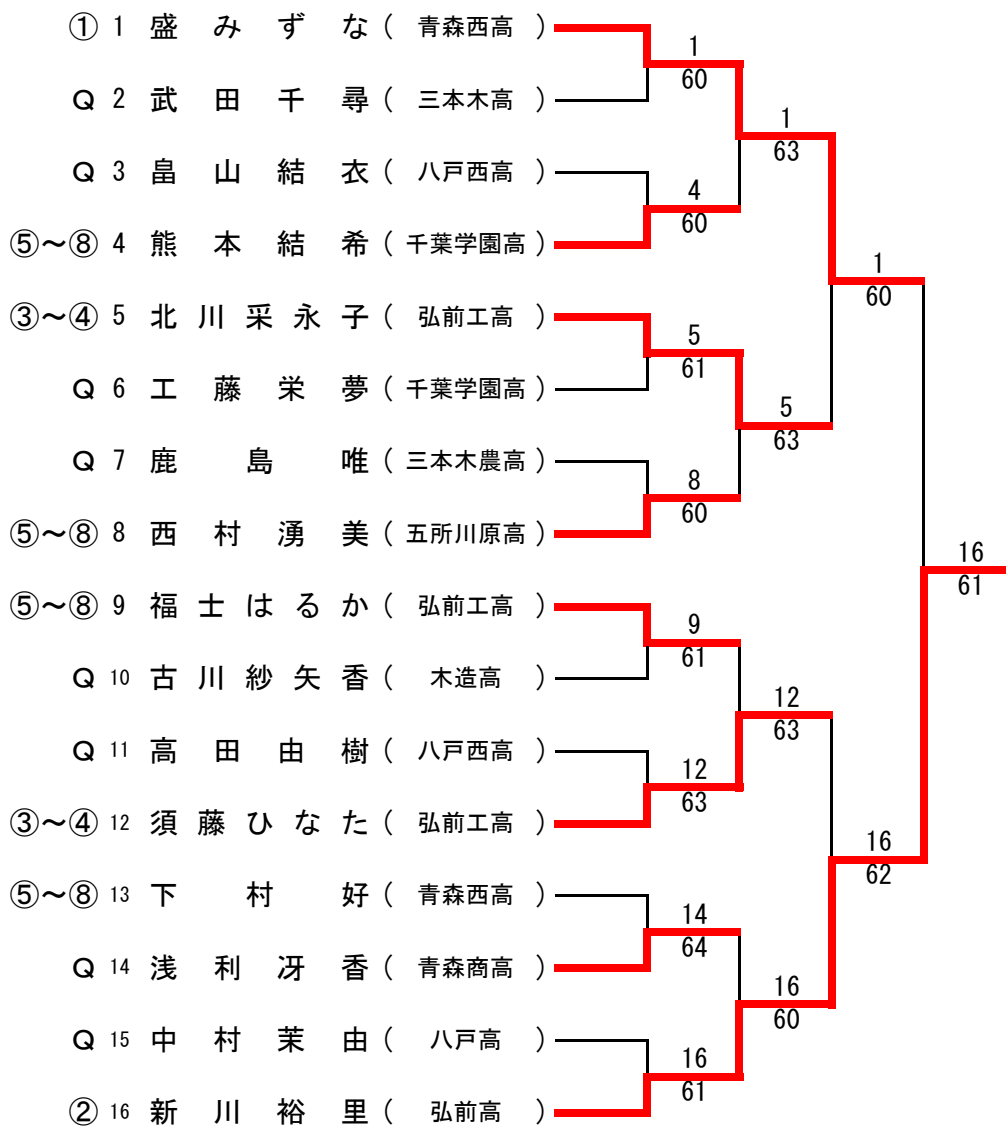 ① 1 盛みずな ( 青森西高 )
Q 2 武田千尋 ( 三本木高 )
Q 3 畠山結衣 ( 八戸西高 )
⑤～⑧ 4 熊本結希 ( 千葉学園高 )
③～④ 5 北川采永子 ( 弘前工高 )
Q 6 工藤栄夢 ( 千葉学園高 )
Q 7 鹿島唯 ( 三本木農高 )
⑤～⑧ 8 西村湧美 ( 五所川原高 )
⑤～⑧ 9 福士はるか ( 弘前工高 )
Q 10 古川紗矢香 ( 木造高 )
Q 11 高田由樹 ( 八戸西高 )
③～④ 12 須藤ひなた ( 弘前工高 )
⑤～⑧ 13 下村好 ( 青森西高 )
Q 14 浅利冴香 ( 青森商高 )
Q 15 中村茉由 ( 八戸高 )
② 16 新川裕里 ( 弘前高 )
1
60
4
60
5
61
8
60
9
61
12
63
14
64
16
61
1
63
5
63
12
63
16
60
1
60
16
62
16
61